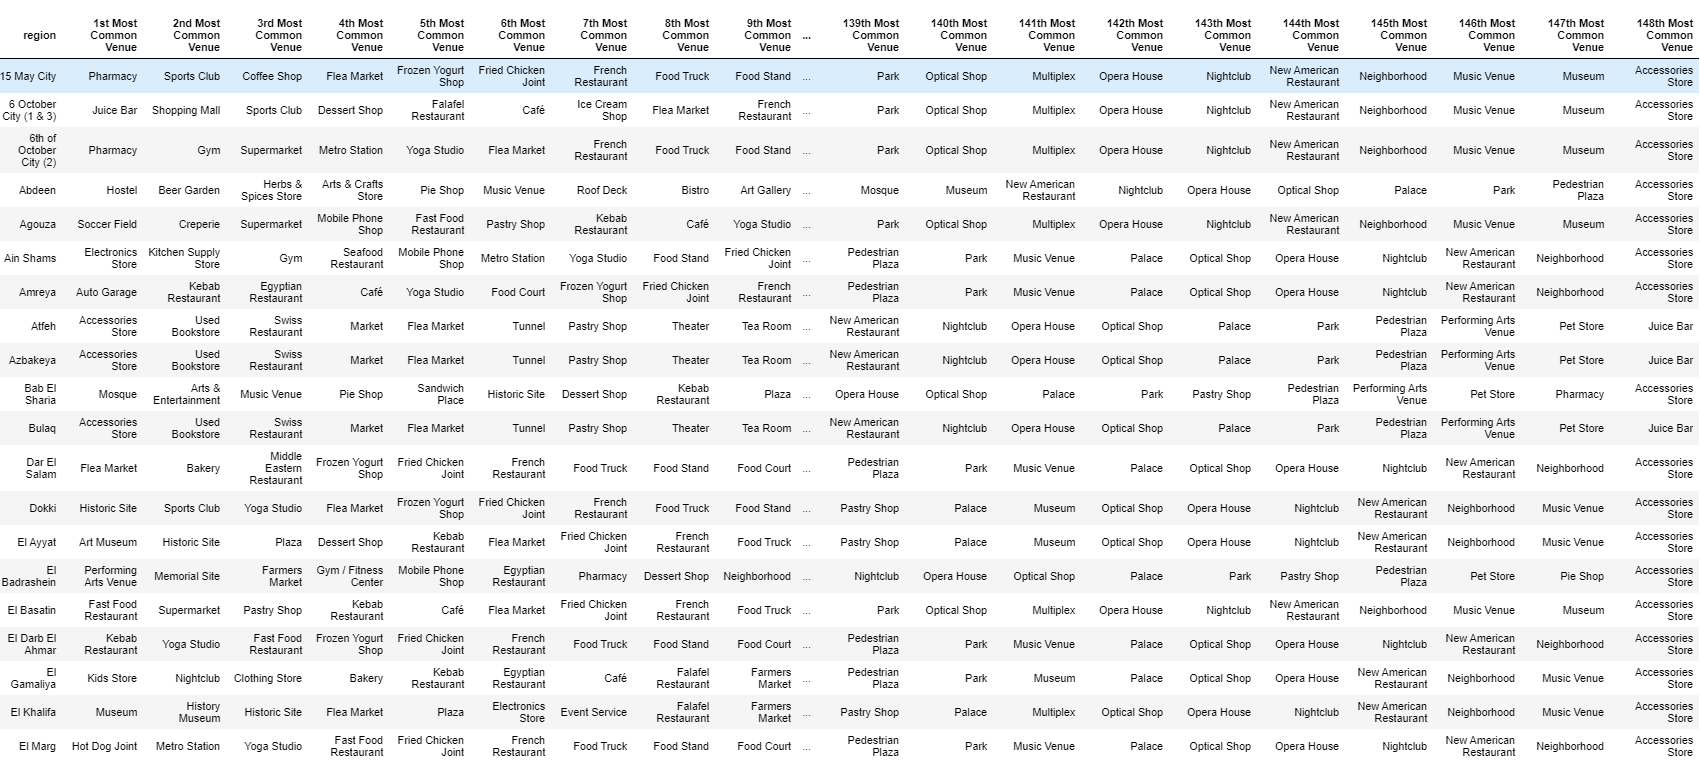 region 1st Most Common Venue 2nd Most Common Venue 3rd Most Common Venue 4th Most Common Venue 5th Most Common Venue 6th Most Common Venue 7th Most Common Venue 8th Most Common Venue 9th Most Common Venue ... 139th Most Common Venue 140th Most Common Venue 141th Most Common Venue 142th Most Common Venue 143th Most Common Venue 144th Most Common Venue 145th Most Common Venue 146th Most Common Venue 147th Most Common Venue 148th Most Common Venue
15 May City Pharmacy Sports Club Coffee Shop Flea Market Frozen Yogurt Shop Fried Chicken Joint French Restaurant Food Truck Food Stand ... Park Optical Shop Multiplex Opera House Nightclub New American Restaurant Neighborhood Music Venue Museum Accessories Store
6 October City (1 & 3) Juice Bar Shopping Mall Sports Club Dessert Shop Falafel Restaurant Café Ice Cream Shop Flea Market French Restaurant ... Park Optical Shop Multiplex Opera House Nightclub New American Restaurant Neighborhood Music Venue Museum Accessories Store
6th of October City (2) Pharmacy Gym Supermarket Metro Station Yoga Studio Flea Market French Restaurant Food Truck Food Stand ... Park Optical Shop Multiplex Opera House Nightclub New American Restaurant Neighborhood Music Venue Museum Accessories Store
Abdeen Hostel Beer Garden Herbs & Spices Store Arts & Crafts Store Pie Shop Music Venue Roof Deck Bistro Art Gallery ... Mosque Museum New American Restaurant Nightclub Opera House Optical Shop Palace Park Pedestrian Plaza Accessories Store
Agouza Soccer Field Creperie Supermarket Mobile Phone Shop Fast Food Restaurant Pastry Shop Kebab Restaurant Café Yoga Studio ... Park Optical Shop Multiplex Opera House Nightclub New American Restaurant Neighborhood Music Venue Museum Accessories Store
Ain Shams Electronics Store Kitchen Supply Store Gym Seafood Restaurant Mobile Phone Shop Metro Station Yoga Studio Food Stand Fried Chicken Joint ... Pedestrian Plaza Park Music Venue Palace Optical Shop Opera House Nightclub New American Restaurant Neighborhood Accessories Store
Amreya Auto Garage Kebab Restaurant Egyptian Restaurant Café Yoga Studio Food Court Frozen Yogurt Shop Fried Chicken Joint French Restaurant ... Pedestrian Plaza Park Music Venue Palace Optical Shop Opera House Nightclub New American Restaurant Neighborhood Accessories Store
Atfeh Accessories Store Used Bookstore Swiss Restaurant Market Flea Market Tunnel Pastry Shop Theater Tea Room ... New American Restaurant Nightclub Opera House Optical Shop Palace Park Pedestrian Plaza Performing Arts Venue Pet Store Juice Bar
Azbakeya Accessories Store Used Bookstore Swiss Restaurant Market Flea Market Tunnel Pastry Shop Theater Tea Room ... New American Restaurant Nightclub Opera House Optical Shop Palace Park Pedestrian Plaza Performing Arts Venue Pet Store Juice Bar
Bab El Sharia Mosque Arts & Entertainment Music Venue Pie Shop Sandwich Place Historic Site Dessert Shop Kebab Restaurant Plaza ... Opera House Optical Shop Palace Park Pastry Shop Pedestrian Plaza Performing Arts Venue Pet Store Pharmacy Accessories Store
Bulaq Accessories Store Used Bookstore Swiss Restaurant Market Flea Market Tunnel Pastry Shop Theater Tea Room ... New American Restaurant Nightclub Opera House Optical Shop Palace Park Pedestrian Plaza Performing Arts Venue Pet Store Juice Bar
Dar El Salam Flea Market Bakery Middle Eastern Restaurant Frozen Yogurt Shop Fried Chicken Joint French Restaurant Food Truck Food Stand Food Court ... Pedestrian Plaza Park Music Venue Palace Optical Shop Opera House Nightclub New American Restaurant Neighborhood Accessories Store
Dokki Historic Site Sports Club Yoga Studio Flea Market Frozen Yogurt Shop Fried Chicken Joint French Restaurant Food Truck Food Stand ... Pastry Shop Palace Museum Optical Shop Opera House Nightclub New American Restaurant Neighborhood Music Venue Accessories Store
El Ayyat Art Museum Historic Site Plaza Dessert Shop Kebab Restaurant Flea Market Fried Chicken Joint French Restaurant Food Truck ... Pastry Shop Palace Museum Optical Shop Opera House Nightclub New American Restaurant Neighborhood Music Venue Accessories Store
El Badrashein Performing Arts Venue Memorial Site Farmers Market Gym / Fitness Center Mobile Phone Shop Egyptian Restaurant Pharmacy Dessert Shop Neighborhood ... Nightclub Opera House Optical Shop Palace Park Pastry Shop Pedestrian Plaza Pet Store Pie Shop Accessories Store
El Basatin Fast Food Restaurant Supermarket Pastry Shop Kebab Restaurant Café Flea Market Fried Chicken Joint French Restaurant Food Truck ... Park Optical Shop Multiplex Opera House Nightclub New American Restaurant Neighborhood Music Venue Museum Accessories Store
El Darb El Ahmar Kebab Restaurant Yoga Studio Fast Food Restaurant Frozen Yogurt Shop Fried Chicken Joint French Restaurant Food Truck Food Stand Food Court ... Pedestrian Plaza Park Music Venue Palace Optical Shop Opera House Nightclub New American Restaurant Neighborhood Accessories Store
El Gamaliya Kids Store Nightclub Clothing Store Bakery Kebab Restaurant Egyptian Restaurant Café Falafel Restaurant Farmers Market ... Pedestrian Plaza Park Museum Palace Optical Shop Opera House New American Restaurant Neighborhood Music Venue Accessories Store
El Khalifa Museum History Museum Historic Site Flea Market Plaza Electronics Store Event Service Falafel Restaurant Farmers Market ... Pastry Shop Palace Multiplex Optical Shop Opera House Nightclub New American Restaurant Neighborhood Music Venue Accessories Store
El Marg Hot Dog Joint Metro Station Yoga Studio Fast Food Restaurant Fried Chicken Joint French Restaurant Food Truck Food Stand Food Court ... Pedestrian Plaza Park Music Venue Palace Optical Shop Opera House Nightclub New American Restaurant Neighborhood Accessories Store